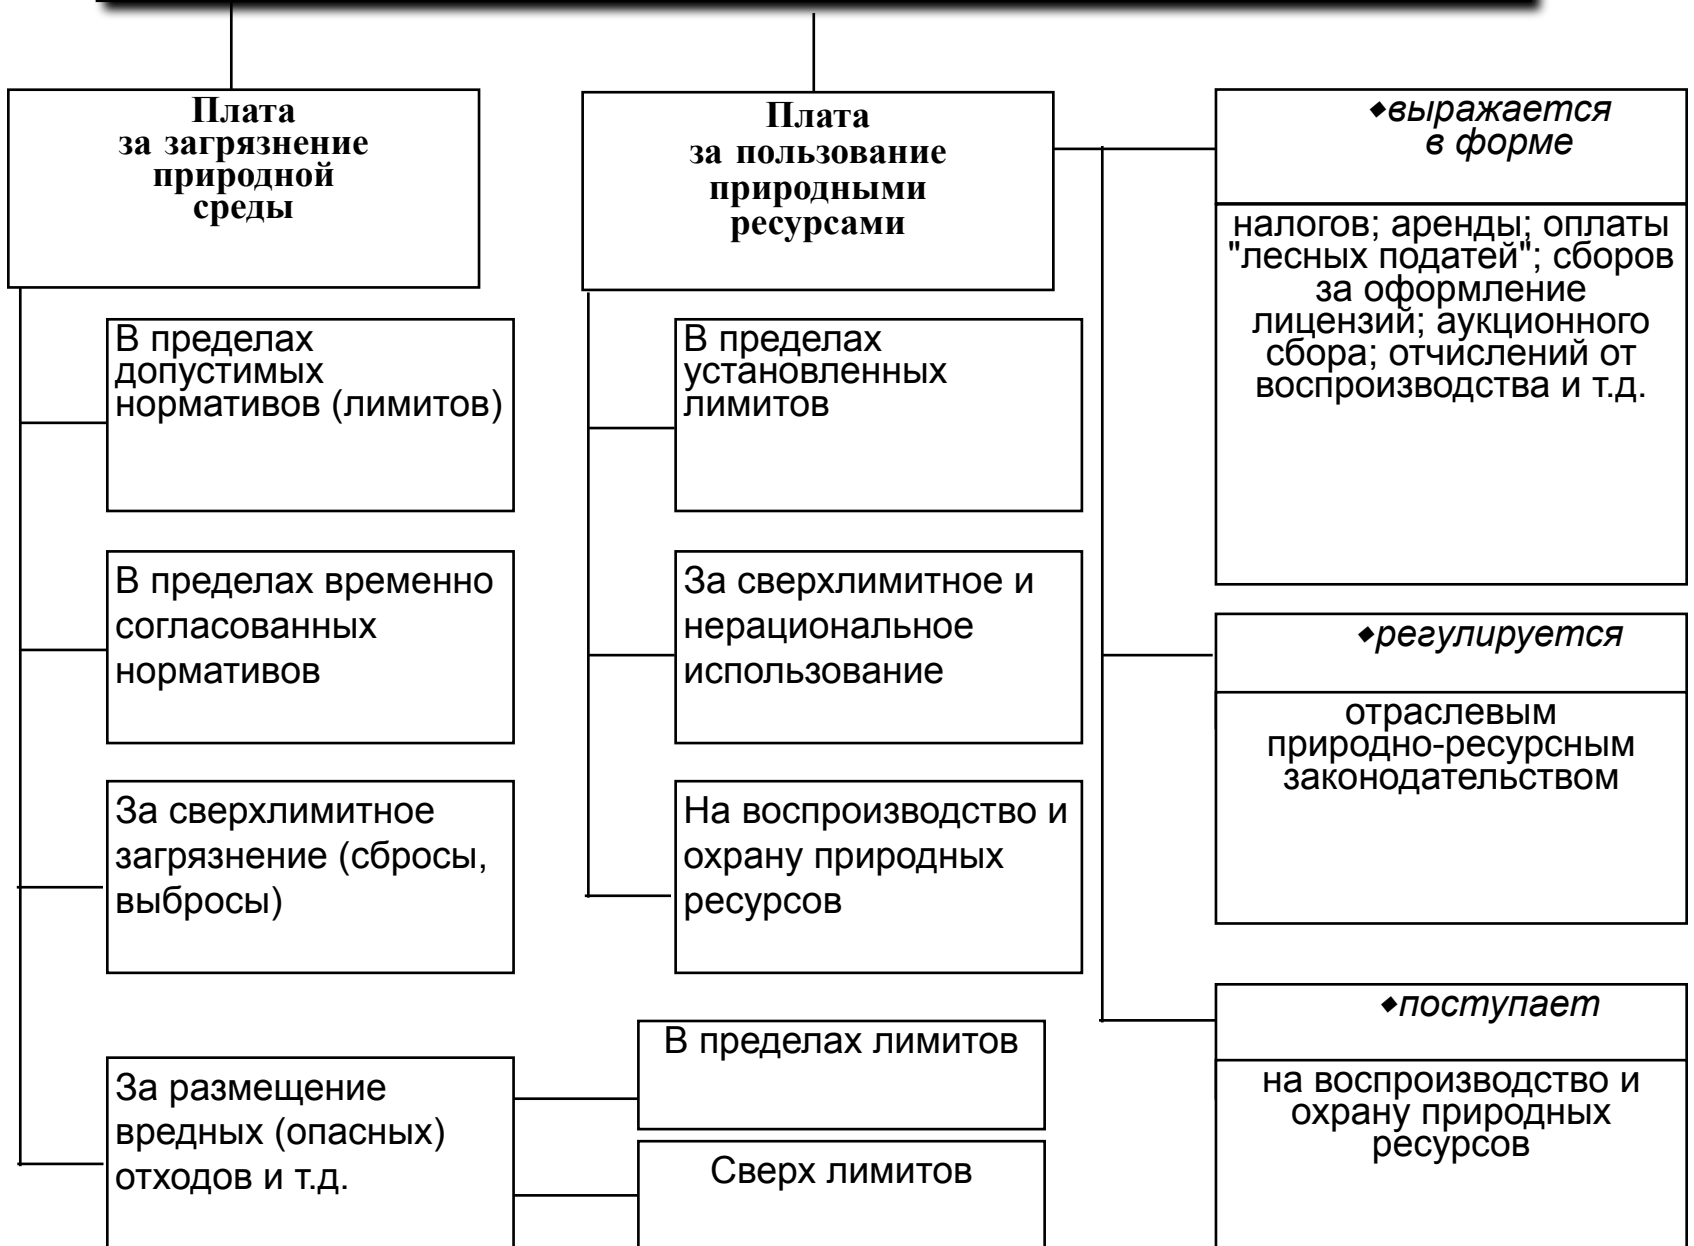 Плата
за загрязнение
природной
среды
В пределах
допустимых
нормативов (лимитов)
В пределах временно
согласованных
нормативов
За сверхлимитное
загрязнение (сбросы,
выбросы)
За размещение
вредных (опасных)
отходов и т.д.
В пределах лимитов
Сверх лимитов
Плата
за пользование
природными
ресурсами
В пределах
установленных
лимитов
За сверхлимитное и
нерациональное
использование
На воспроизводство и
охрану природных
ресурсов
◆выражается
в форме
налогов; аренды; оплаты
"лесных податей"; сборов
за оформление
лицензий; аукционного
сбора; отчислений от
воспроизводства и т.д.
◆регулируется
отраслевым
природно-ресурсным
законодательством
◆поступает
на воспроизводство и
охрану природных
ресурсов